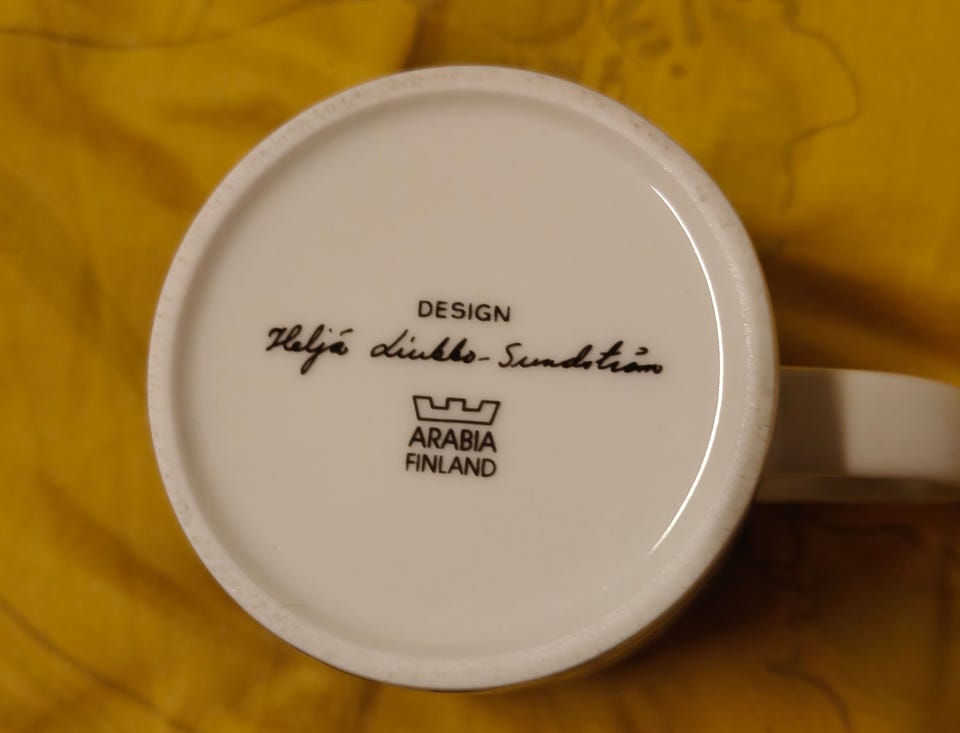 DESIGN
Heljä Liukko-Sundström
ARABIA
FINLAND